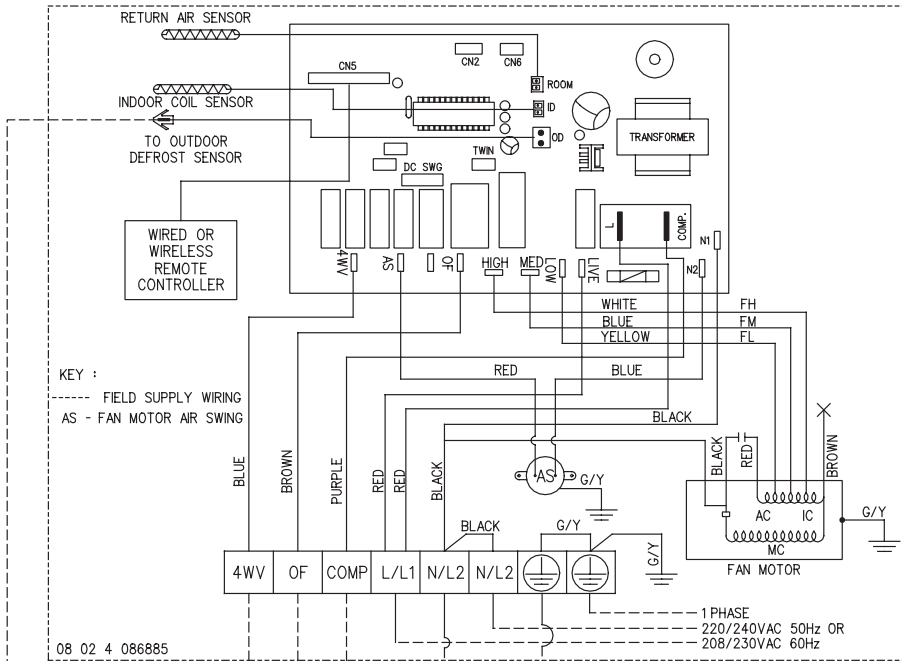 RETURN AIR SENSOR
CN2
CN6
CN5
ROOM
INDOOR COIL SENSOR
ID
TO OUTDOOR
DEFROST SENSOR
OD
TRANSFORMER
TWIN
DC SWG
WIRED OR
WIRELESS
REMOTE
CONTROLLER
L
COMP.
N1
4WV
AS
OF
HIGH
MED
LOW
LIVE
N2
WHITE
FH
BLUE
FM
YELLOW
FL
KEY :
RED
BLUE
------ FIELD SUPPLY WIRING
AS - FAN MOTOR AIR SWING
BLACK
BLUE
BROWN
PURPLE
RED
RED
BLACK
AS
G/Y
BLACK
RED
BROWN
AC
IC
G/Y
MC
FAN MOTOR
BLACK
G/Y
G/Y
4WV
OF
COMP
L/L1
N/L2
N/L2
1 PHASE
220/240VAC 50Hz OR
208/230VAC 60Hz
08 02 4 086885